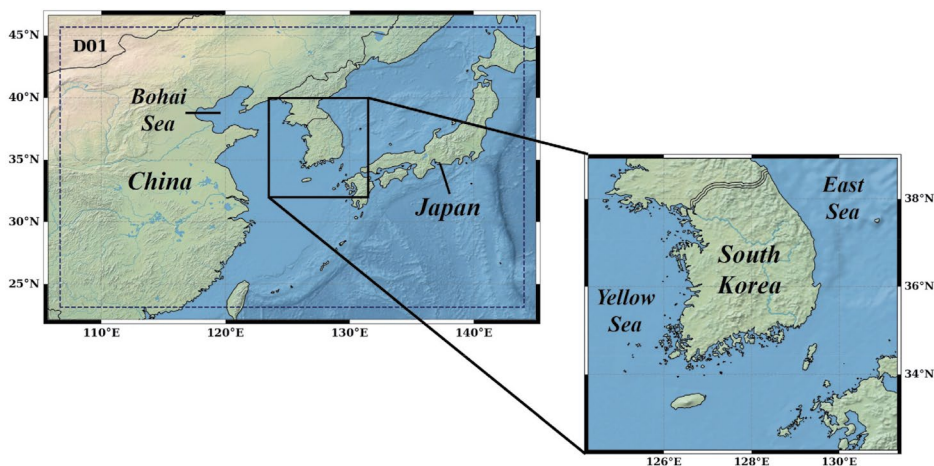 45°N
D01
40°N
Bohai
Sea
35°N
China
Japan
30°N
25°N
110°E
120°E
130°E
140°E
East
Sea
38°N
South
Korea
Yellow
Sea
36°N
34°N
126°E
128°E
130°E